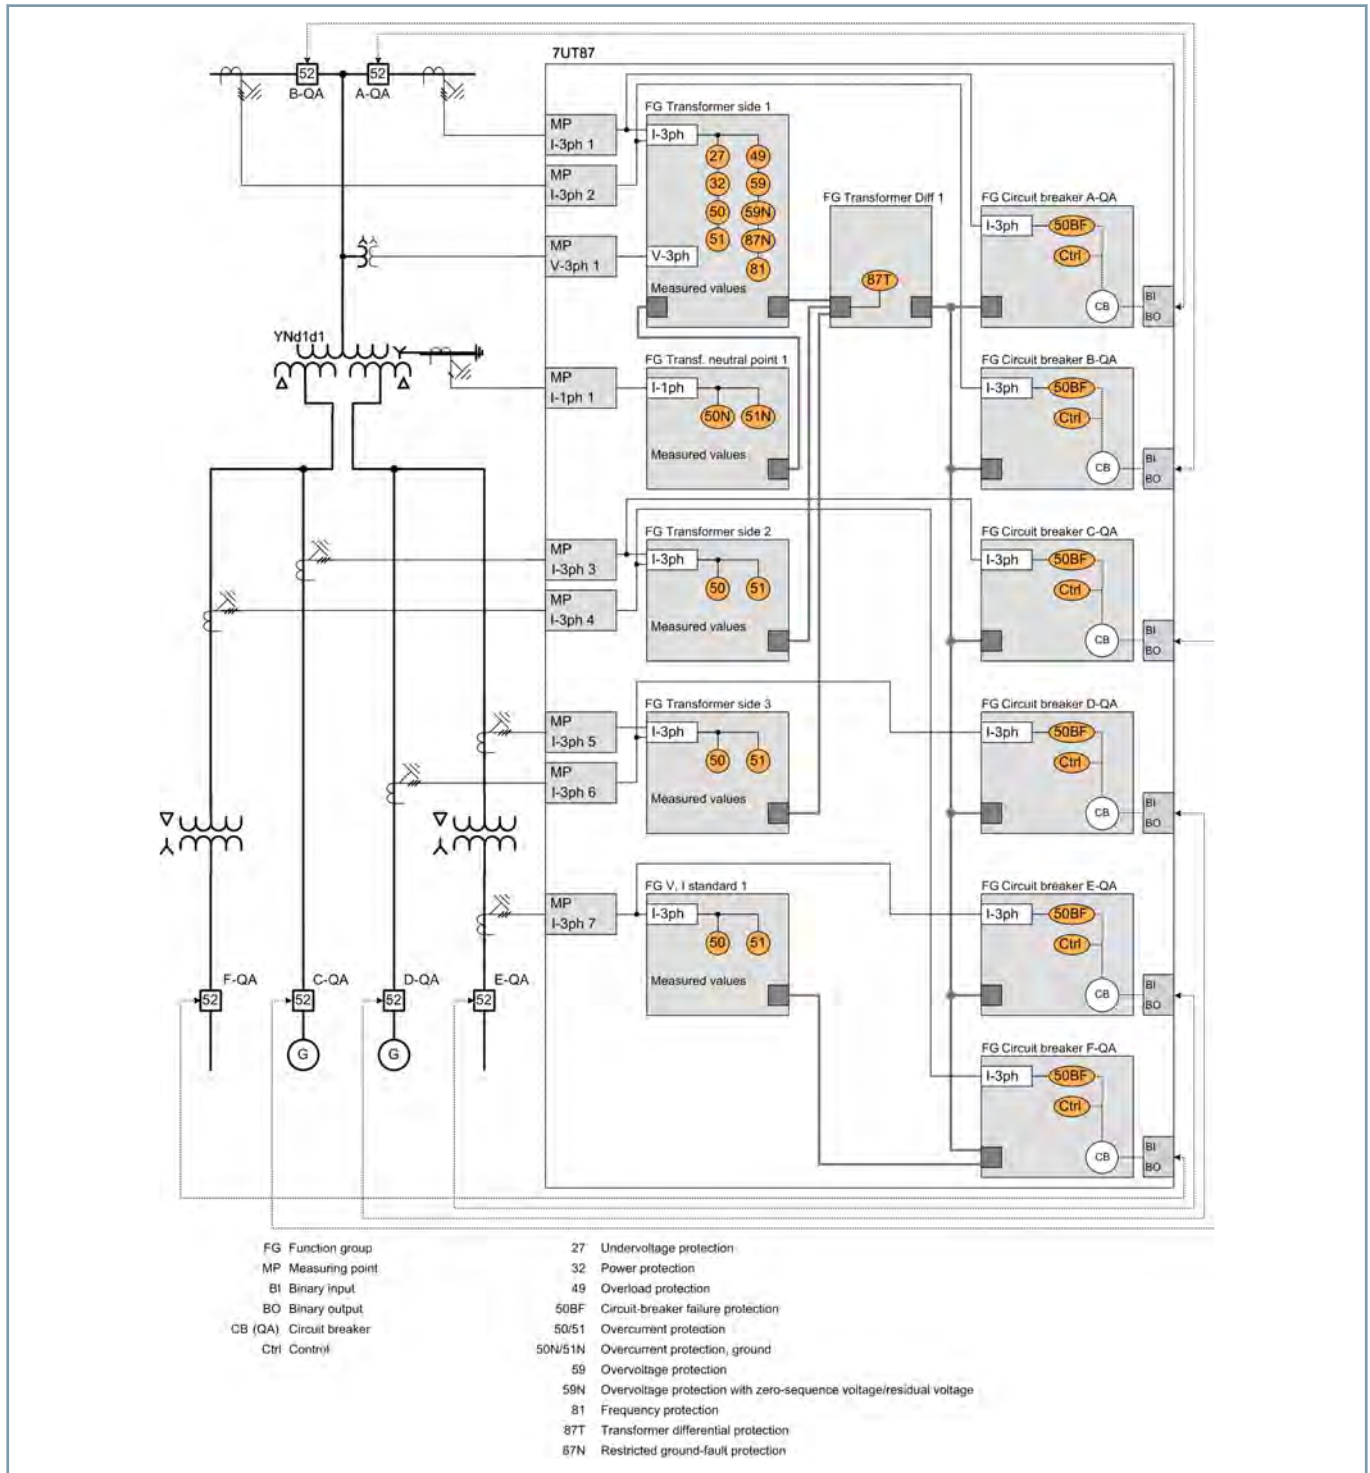 7UT87
52
52
B-QA
A-QA
MP
I-3ph 1
MP
I-3ph 2
MP
V-3ph 1
FG Transformer side 1
I-3ph
27
49
32
59
50
59N
51
87N
81
V-3ph
Measured values
FG Transformer Diff 1
87T
FG Circuit breaker A-QA
I-3ph
50BF
Ctrl
CB
BI
BO
YNd1d1
MP
I-1ph 1
FG Transf. neutral point 1
I-1ph
50N
51N
Measured values
FG Circuit breaker B-QA
I-3ph
50BF
Ctrl
CB
BI
BO
MP
I-3ph 3
MP
I-3ph 4
FG Transformer side 2
I-3ph
50
51
Measured values
FG Circuit breaker C-QA
I-3ph
50BF
Ctrl
CB
BI
BO
MP
I-3ph 5
MP
I-3ph 6
FG Transformer side 3
I-3ph
50
51
Measured values
FG Circuit breaker D-QA
I-3ph
50BF
Ctrl
CB
BI
BO
MP
I-3ph 7
FG V, I standard 1
I-3ph
50
51
Measured values
FG Circuit breaker E-QA
I-3ph
50BF
Ctrl
CB
BI
BO
F-QA
C-QA
D-QA
E-QA
52
52
52
52
G
G
FG Circuit breaker F-QA
I-3ph
50BF
Ctrl
CB
BI
BO
FG Function group
MP Measuring point
BI Binary input
BO Binary output
CB (QA) Circuit breaker
Ctrl Control
27 Undervoltage protection
32 Power protection
49 Overload protection
50BF Circuit-breaker failure protection
50/51 Overcurrent protection
50N/51N Overcurrent protection, ground
59 Overvoltage protection
59N Overvoltage protection with zero-sequence voltage/residual voltage
81 Frequency protection
87T Transformer differential protection
87N Restricted ground-fault protection